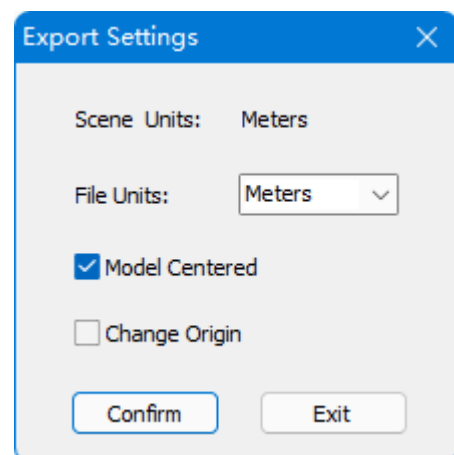 Export Settings
Scene Units: Meters
File Units: Meters
Model Centered
Change Origin
Confirm Exit